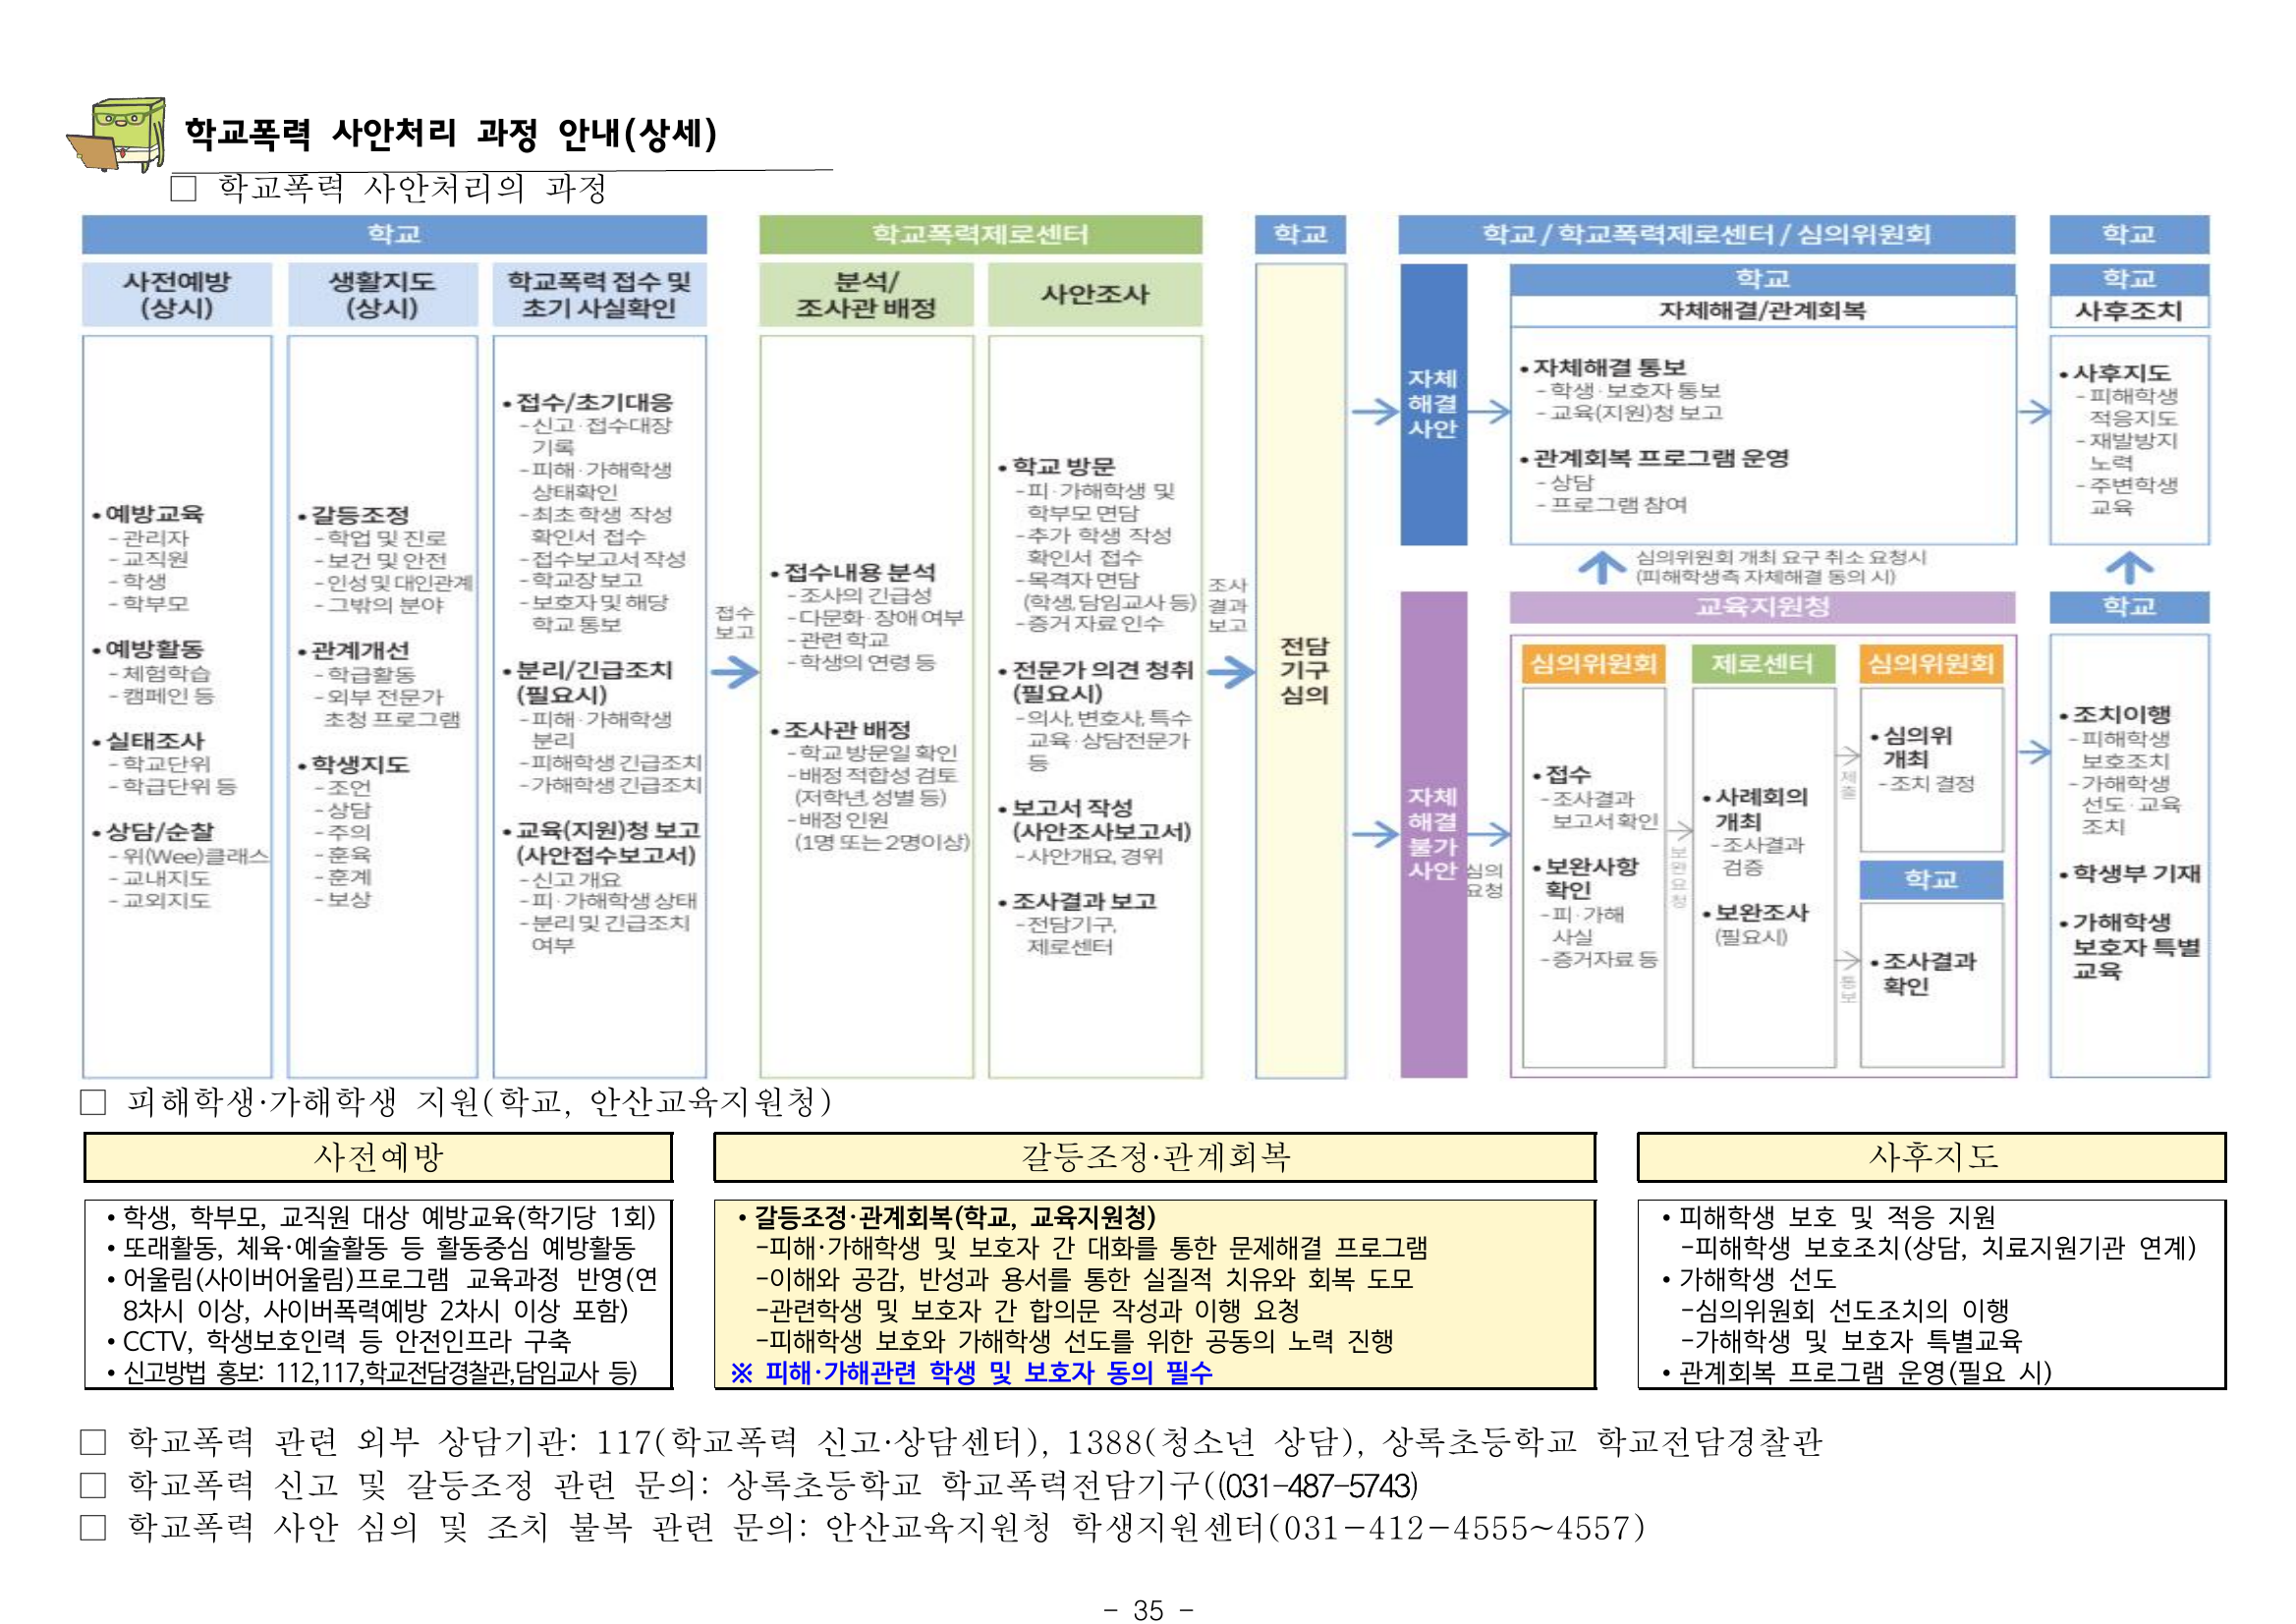 학교폭력 사안처리 과정 안내(상세)
□ 학교폭력 사안처리의 과정
학교
사전예방
(상시)
• 예방교육
- 관리자
- 교직원
- 학생
- 학부모
• 예방활동
- 체험학습
- 캠페인 등
• 실태조사
- 학교단위
- 학급단위 등
• 상담/순찰
- 위(Wee)클래스
- 교내지도
- 교외지도
생활지도
(상시)
• 갈등조정
- 학업 및 진로
- 보건 및 안전
- 인성 및 대인관계
- 그밖의 분야
• 관계개선
- 학급활동
- 외부 전문가
초청 프로그램
• 학생지도
- 조언
- 상담
- 주의
- 훈육
- 훈계
- 보상
학교폭력 접수 및
초기 사실확인
• 접수/초기대응
- 신고·접수대장
기록
- 피해·가해학생
상태확인
- 최초 학생 작성
확인서 접수
- 접수보고서 작성
- 학교장 보고
- 보호자 및 해당
학교 통보
• 분리/긴급조치
(필요시)
- 피해·가해학생
분리
- 피해학생 긴급조치
- 가해학생 긴급조치
• 교육(지원)청 보고
(사안접수보고서)
- 신고 개요
- 피·가해학생 상태
- 분리 및 긴급조치
여부
접수
보고
학교폭력제로센터
분석/
조사관 배정
• 접수내용 분석
- 조사의 긴급성
- 다문화·장애 여부
- 관련 학교
- 학생의 연령 등
• 조사관 배정
- 학교 방문일 확인
- 배정 적합성 검토
(저학년, 성별 등)
- 배정 인원
(1명 또는 2명이상)
사안조사
• 학교 방문
- 피·가해학생 및
학부모 면담
- 추가 학생 작성
확인서 접수
- 목격자 면담
(학생, 담임교사 등)
- 증거 자료 인수
• 전문가 의견 청취
(필요시)
- 의사, 변호사, 특수
교육·상담전문가
등
• 보고서 작성
(사안조사보고서)
- 사안개요, 경위
• 조사결과 보고
- 전담기구,
제로센터
조사
결과
보고
학교
전담
기구
심의
학교 / 학교폭력제로센터 / 심의위원회
자체
해결
사안
학교
자체해결/관계회복
• 자체해결 통보
- 학생·보호자 통보
- 교육(지원)청 보고
• 관계회복 프로그램 운영
- 상담
- 프로그램 참여
심의위원회 개최 요구 취소 요청시
(피해학생측 자체해결 동의 시)
자체
해결
불가
사안
심의
요청
교육지원청
심의위원회
• 접수
- 조사결과
보고서 확인
• 보완사항
확인
- 피·가해
사실
- 증거자료 등
보완요청
제로센터
• 사례회의
개최
- 조사결과
검증
• 보완조사
(필요시)
제출
통보
심의위원회
• 심의위
개최
- 조치 결정
학교
• 조사결과
확인
학교
학교
사후조치
• 사후지도
- 피해학생
적응지도
- 재발방지
노력
- 주변학생
교육
학교
• 조치이행
- 피해학생
보호조치
- 가해학생
선도·교육
조치
• 학생부 기재
• 가해학생
보호자 특별
교육
□ 피해학생·가해학생 지원(학교, 안산교육지원청)
사전예방
• 학생, 학부모, 교직원 대상 예방교육(학기당 1회)
• 또래활동, 체육·예술활동 등 활동중심 예방활동
• 어울림(사이버어울림)프로그램 교육과정 반영(연
8차시 이상, 사이버폭력예방 2차시 이상 포함)
• CCTV, 학생보호인력 등 안전인프라 구축
• 신고방법 홍보: 112,117,학교전담경찰관,담임교사 등)
갈등조정·관계회복
• 갈등조정·관계회복(학교, 교육지원청)
-피해·가해학생 및 보호자 간 대화를 통한 문제해결 프로그램
-이해와 공감, 반성과 용서를 통한 실질적 치유와 회복 도모
-관련학생 및 보호자 간 합의문 작성과 이행 요청
-피해학생 보호와 가해학생 선도를 위한 공동의 노력 진행
※ 피해·가해관련 학생 및 보호자 동의 필수
사후지도
• 피해학생 보호 및 적응 지원
-피해학생 보호조치(상담, 치료지원기관 연계)
• 가해학생 선도
-심의위원회 선도조치의 이행
-가해학생 및 보호자 특별교육
• 관계회복 프로그램 운영(필요 시)
□ 학교폭력 관련 외부 상담기관: 117(학교폭력 신고·상담센터), 1388(청소년 상담), 상록초등학교 학교전담경찰관
□ 학교폭력 신고 및 갈등조정 관련 문의: 상록초등학교 학교폭력전담기구((031-487-5743)
□ 학교폭력 사안 심의 및 조치 불복 관련 문의: 안산교육지원청 학생지원센터(031-412-4555~4557)
- 35 -